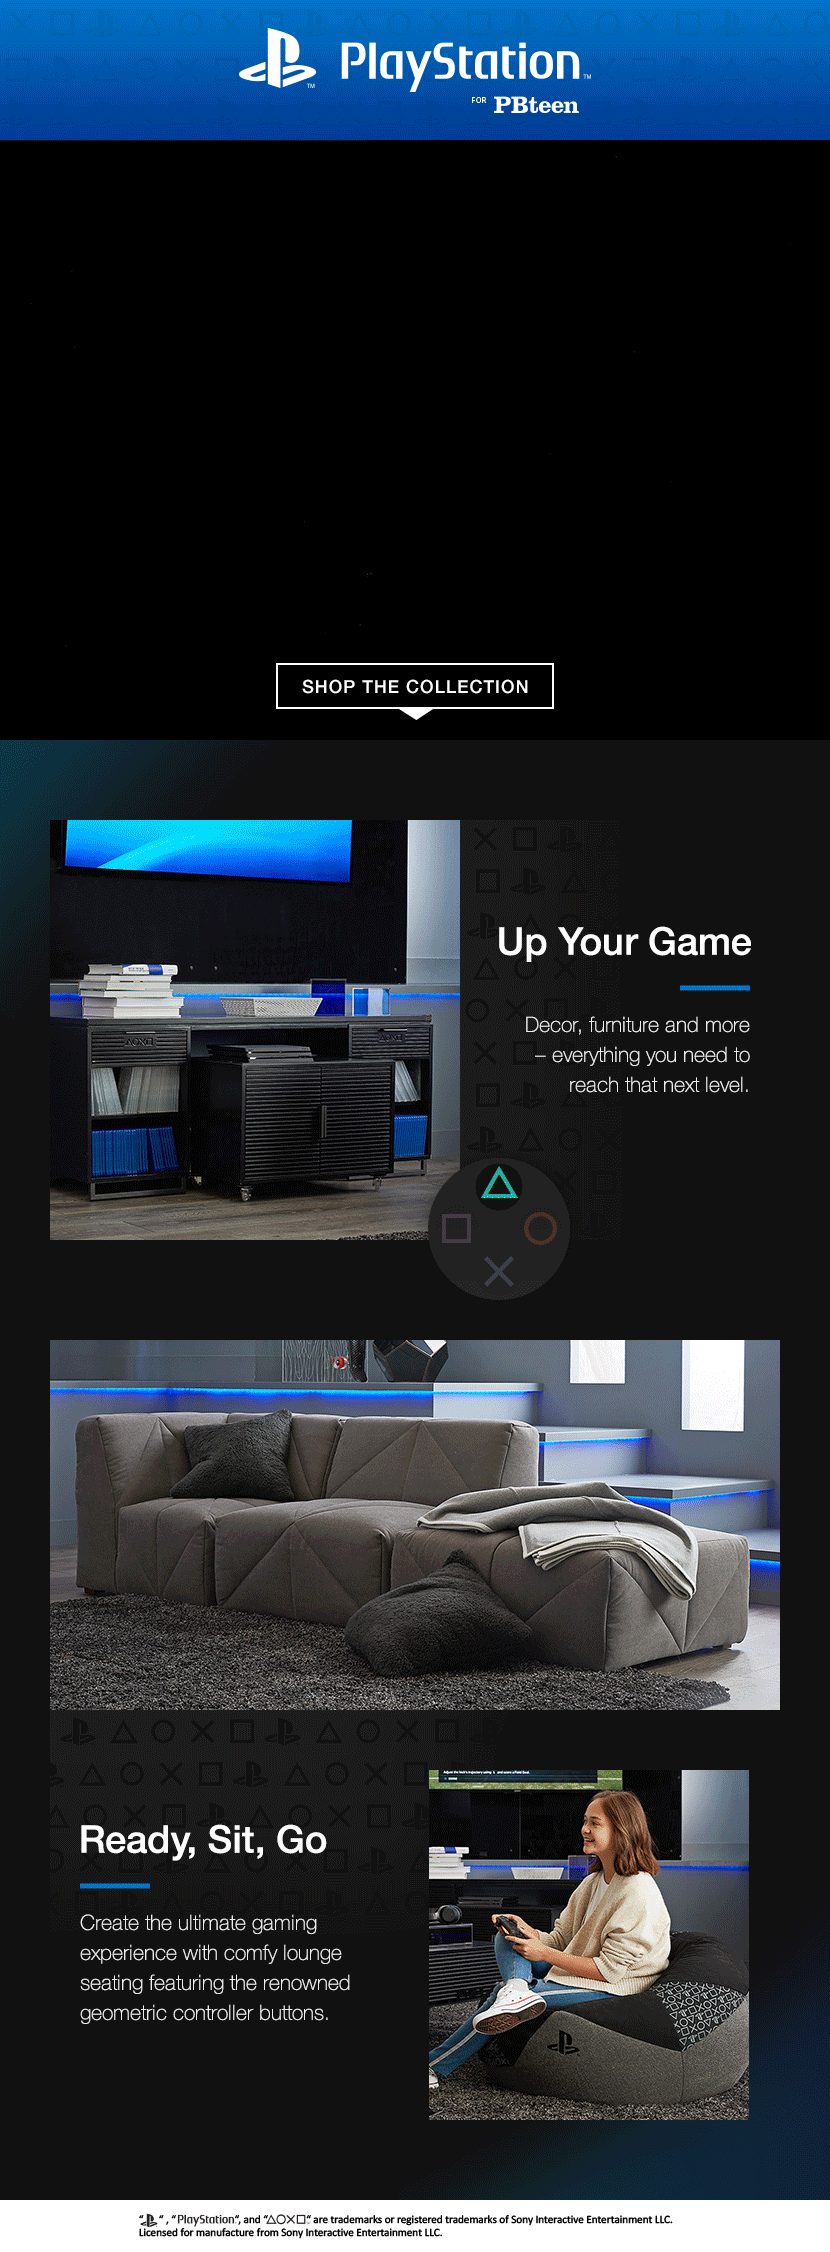 PlayStation™
FOR PBteen
SHOP THE COLLECTION
Up Your Game
Decor, furniture and more
– everything you need to
reach that next level.
Ready, Sit, Go
Create the ultimate gaming
experience with comfy lounge
seating featuring the renowned
geometric controller buttons.
“ “, “PlayStation“, and “△○✕□“ are trademarks or registered trademarks of Sony Interactive Entertainment LLC.
Licensed for manufacture from Sony Interactive Entertainment LLC.